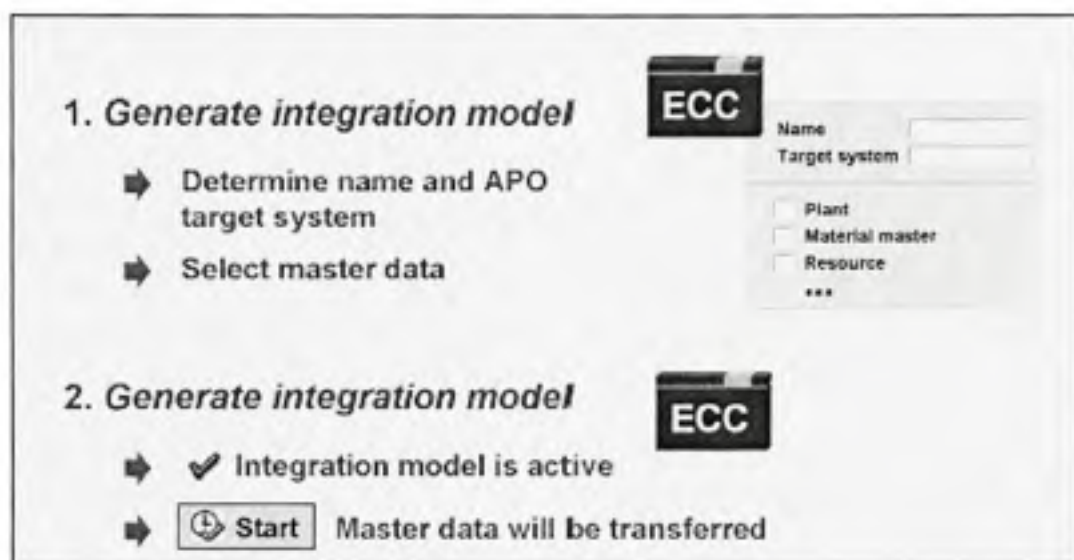 1. Generate integration model
ECC
Determine name and APO
target system
Select master data
Name
Target system
Plant
Material master
Resource
•••
2. Generate integration model
ECC
Integration model is active
Start Master data will be transferred